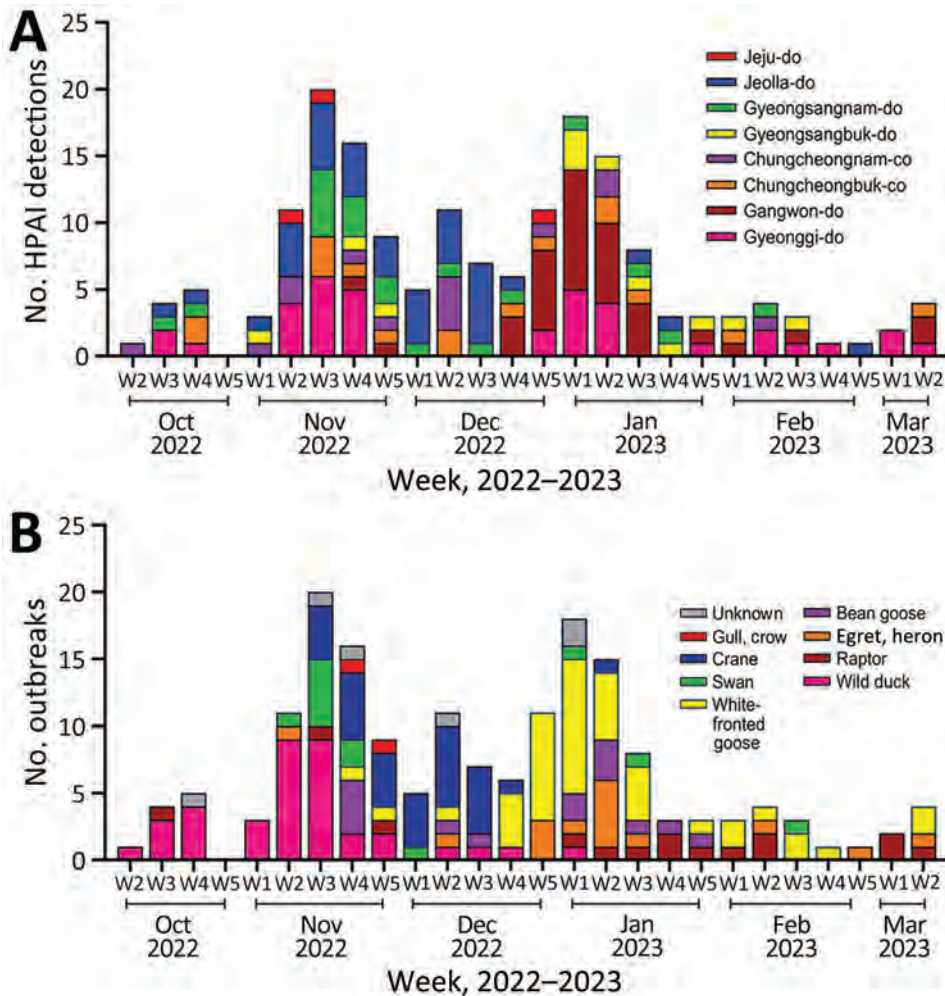 A
No. HPAI detections
25
20
15
10
5
0
Jeju-do
Jeolla-do
Gyeongsangnam-do
Gyeongsangbuk-do
Chungcheongnam-co
Chungcheongbuk-co
Gangwon-do
Gyeonggi-do
W2 W3 W4 W5 W1 W2 W3 W4 W5 W1 W2 W3 W4 W5 W1 W2 W3 W4 W5 W1 W2 W3 W4 W5 W1 W2
Oct Nov Dec Jan Feb Mar
2022 2022 2022 2023 2023 2023
Week, 2022–2023
B
No. outbreaks
25
20
15
10
5
0
Unknown
Gull, crow
Crane
Swan
White-
fronted
goose
Bean goose
Egret, heron
Raptor
Wild duck
W2 W3 W4 W5 W1 W2 W3 W4 W5 W1 W2 W3 W4 W5 W1 W2 W3 W4 W5 W1 W2 W3 W4 W5 W1 W2
Oct Nov Dec Jan Feb Mar
2022 2022 2022 2023 2023 2023
Week, 2022–2023